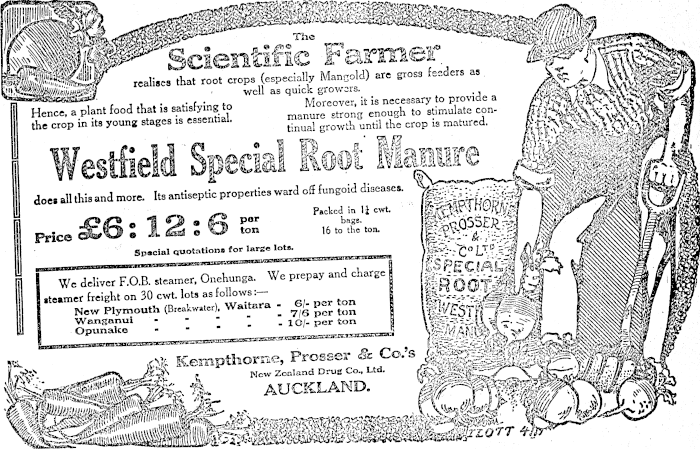 The
Scientific Farmer
realises that root crops (especially Mangold) are gross feeders as
well as quick growers.
Hence, a plant food that is satisfying to
the crop in its young stages is essential.
Moreover, it is necessary to provide a
manure strong enough to stimulate con-
tinual growth until the crop is matured.
Westfield Special Root Manure
does all this and more. Its antiseptic properties ward off fungoid diseases.
Price £6:12:6 per
ton
Packed in 1¼ cwt.
bags.
16 to the ton.
Special quotations for large lots.
We deliver F.O.B. steamer, Onehunga. We prepay and charge
steamer freight on 30 cwt. lots as follows:—
New Plymouth (Breakwater), Waitara - 6/- per ton
Wanganui - - - - - 7/6 per ton
Opunake - - - - - 10/- per ton
Kempthorne, Prosser & Co.'s
New Zealand Drug Co., Ltd.
AUCKLAND.
KEMPTHORNE
PROSSER
&
Co LTD
SPECIAL
ROOT
WESTF
MAN